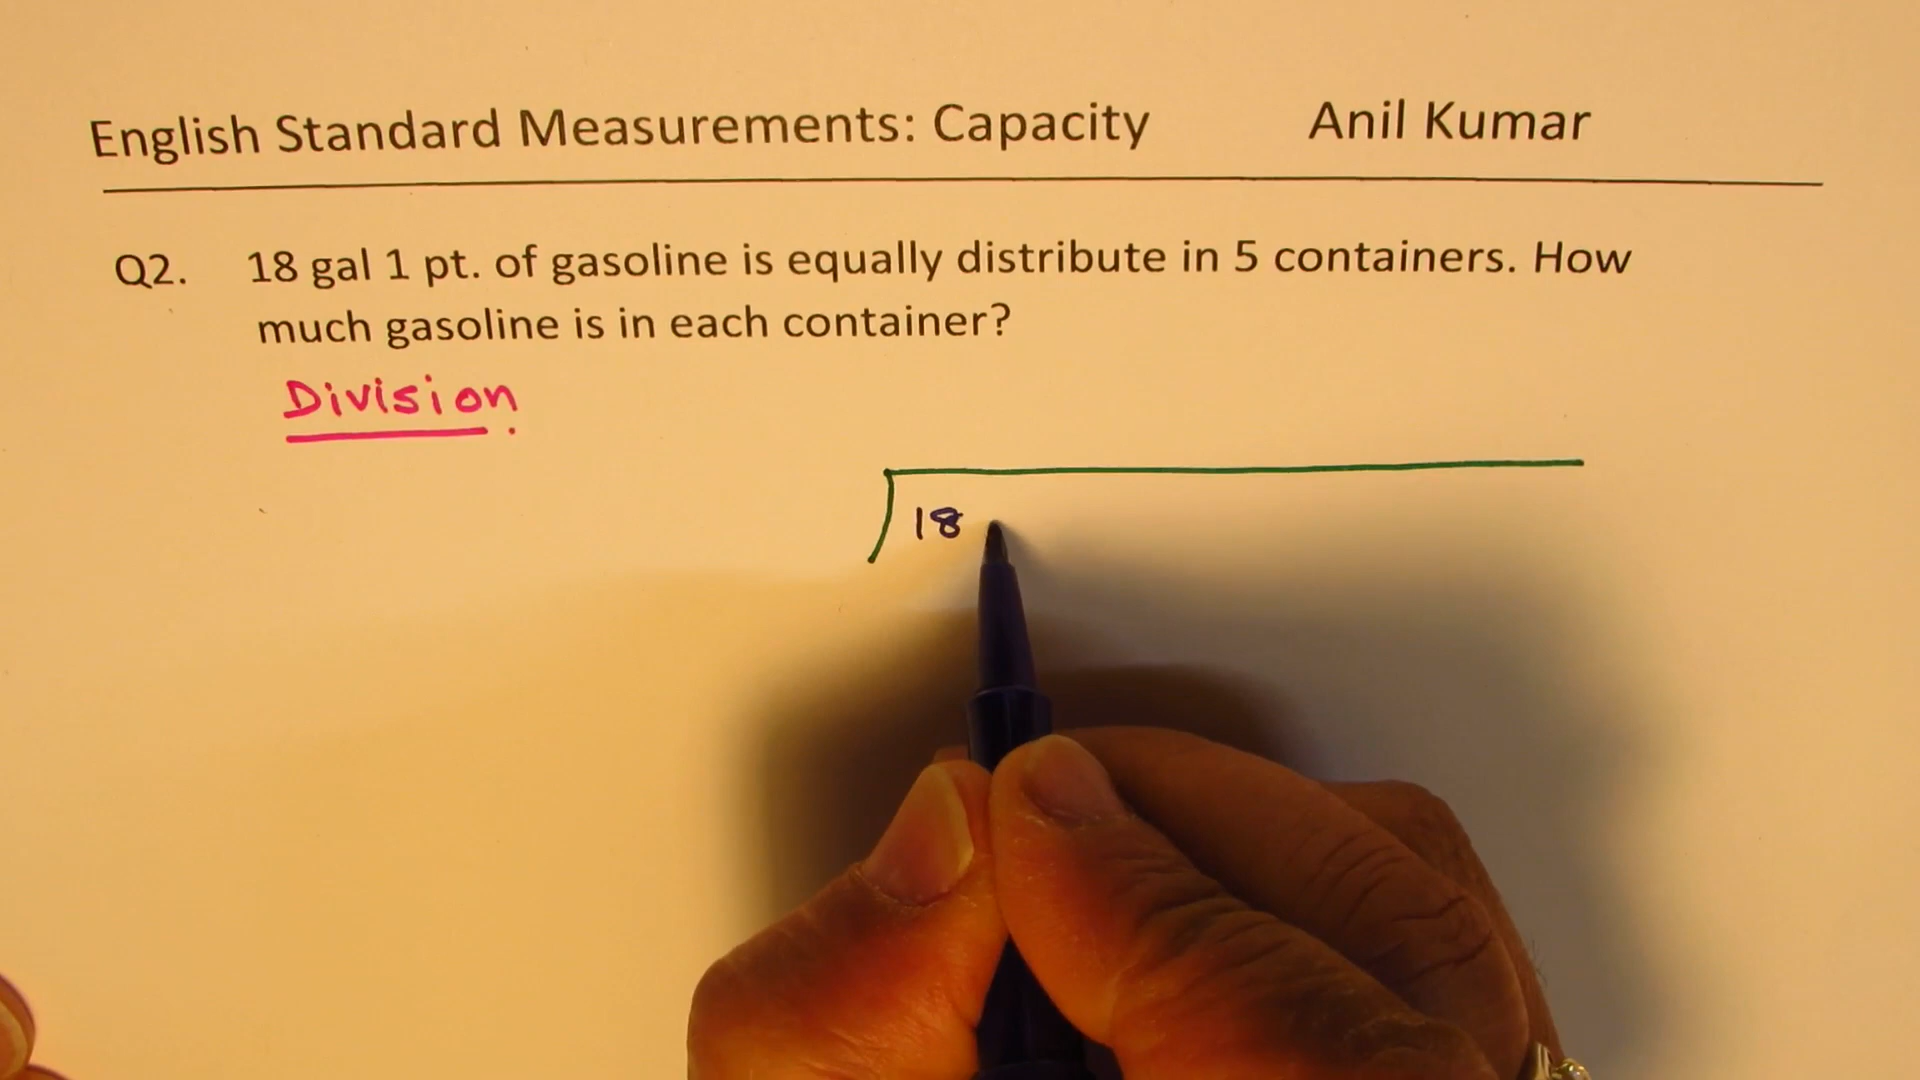 English Standard Measurements: Capacity Anil Kumar
Q2. 18 gal 1 pt. of gasoline is equally distribute in 5 containers. How
much gasoline is in each container?
Division.
18